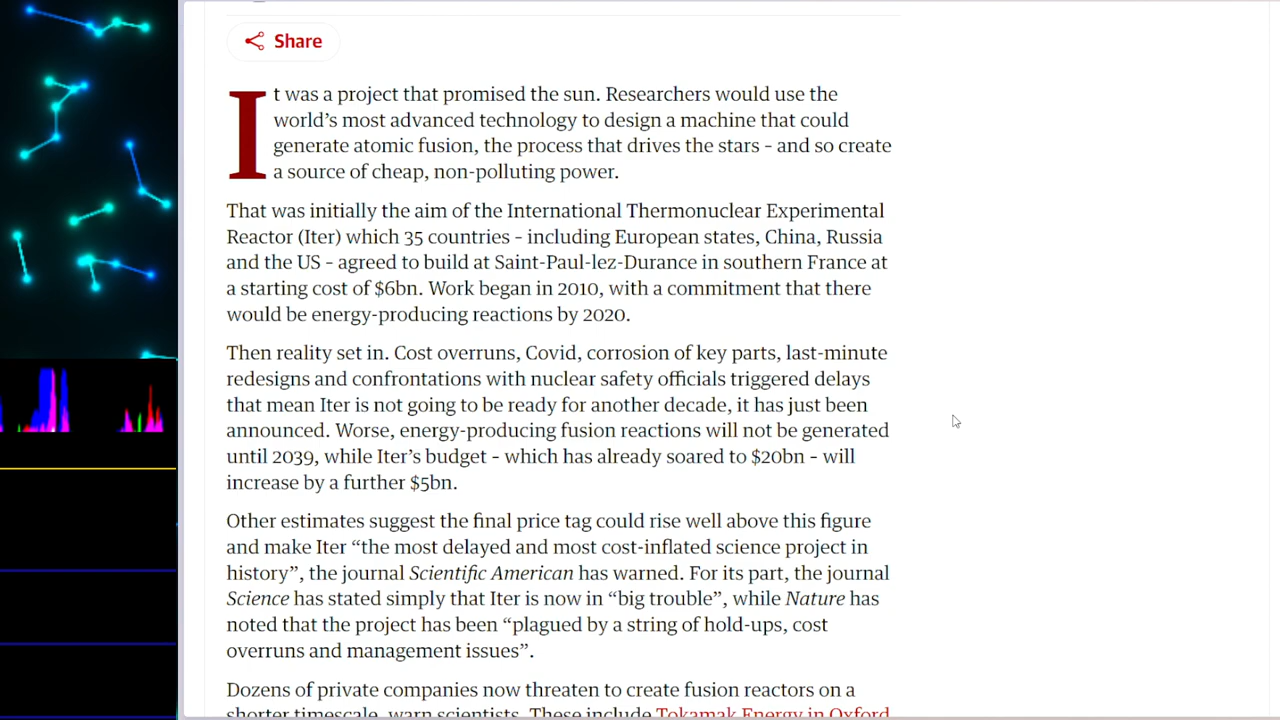 Share
It was a project that promised the sun. Researchers would use the
world’s most advanced technology to design a machine that could
generate atomic fusion, the process that drives the stars – and so create
a source of cheap, non-polluting power.
That was initially the aim of the International Thermonuclear Experimental
Reactor (Iter) which 35 countries – including European states, China, Russia
and the US – agreed to build at Saint-Paul-lez-Durance in southern France at
a starting cost of $6bn. Work began in 2010, with a commitment that there
would be energy-producing reactions by 2020.
Then reality set in. Cost overruns, Covid, corrosion of key parts, last-minute
redesigns and confrontations with nuclear safety officials triggered delays
that mean Iter is not going to be ready for another decade, it has just been
announced. Worse, energy-producing fusion reactions will not be generated
until 2039, while Iter’s budget – which has already soared to $20bn – will
increase by a further $5bn.
Other estimates suggest the final price tag could rise well above this figure
and make Iter “the most delayed and most cost-inflated science project in
history”, the journal Scientific American has warned. For its part, the journal
Science has stated simply that Iter is now in “big trouble”, while Nature has
noted that the project has been “plagued by a string of hold-ups, cost
overruns and management issues”.
Dozens of private companies now threaten to create fusion reactors on a
shorter timescale, warn scientists. These include Tokamak Energy in Oxford